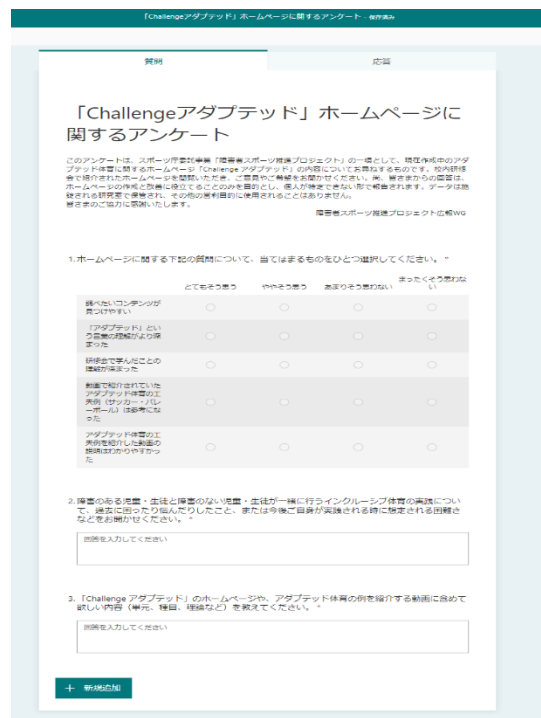 「Challengeアダプテッド」ホームページに関するアンケート - 保存済み
質問
応答
「Challengeアダプテッド」ホームページに
関するアンケート
このアンケートは、スポーツ庁委託事業「障害者スポーツ推進プロジェクト」の一環として、現在作成中のアダ
プテッド体育に関するホームページ「Challenge アダプテッド」の内容についてお尋ねするものです。校内研修
会で紹介されたホームページを閲覧いただき、ご意見やご希望をお聞かせください。尚、皆さまからの回答は、
ホームページの作成と改善に役立てることのみを目的とし、個人が特定できない形で報告されます。データは施
錠される研究室で保管され、その他の営利目的に使用されることはありません。
皆さまのご協力に感謝いたします。
障害者スポーツ推進プロジェクト広報WG
1. ホームページに関する下記の質問について、当てはまるものをひとつ選択してください。 *
とてもそう思う
ややそう思う
あまりそう思わない
まったくそう思わな
い
調べたいコンテンツが
見つけやすい
「アダプテッド」とい
う言葉の理解がより深
まった
研修会で学んだことの
理解が深まった
動画で紹介されていた
アダプテッド体育の工
夫例（サッカー・バレ
ーボール）は参考にな
った
アダプテッド体育の工
夫例を紹介した動画の
説明はわかりやすかっ
た
2. 障害のある児童・生徒と障害のない児童・生徒が一緒に行うインクルーシブ体育の実践につい
て、過去に困ったり悩んだりしたこと、または今後ご自身が実践される時に想定される困難さ
などをお聞かせください。 *
回答を入力してください
3. 「Challenge アダプテッド」のホームページや、アダプテッド体育の例を紹介する動画に含めて
欲しい内容（単元、種目、理論など）を教えてください。 *
回答を入力してください
＋ 新規追加